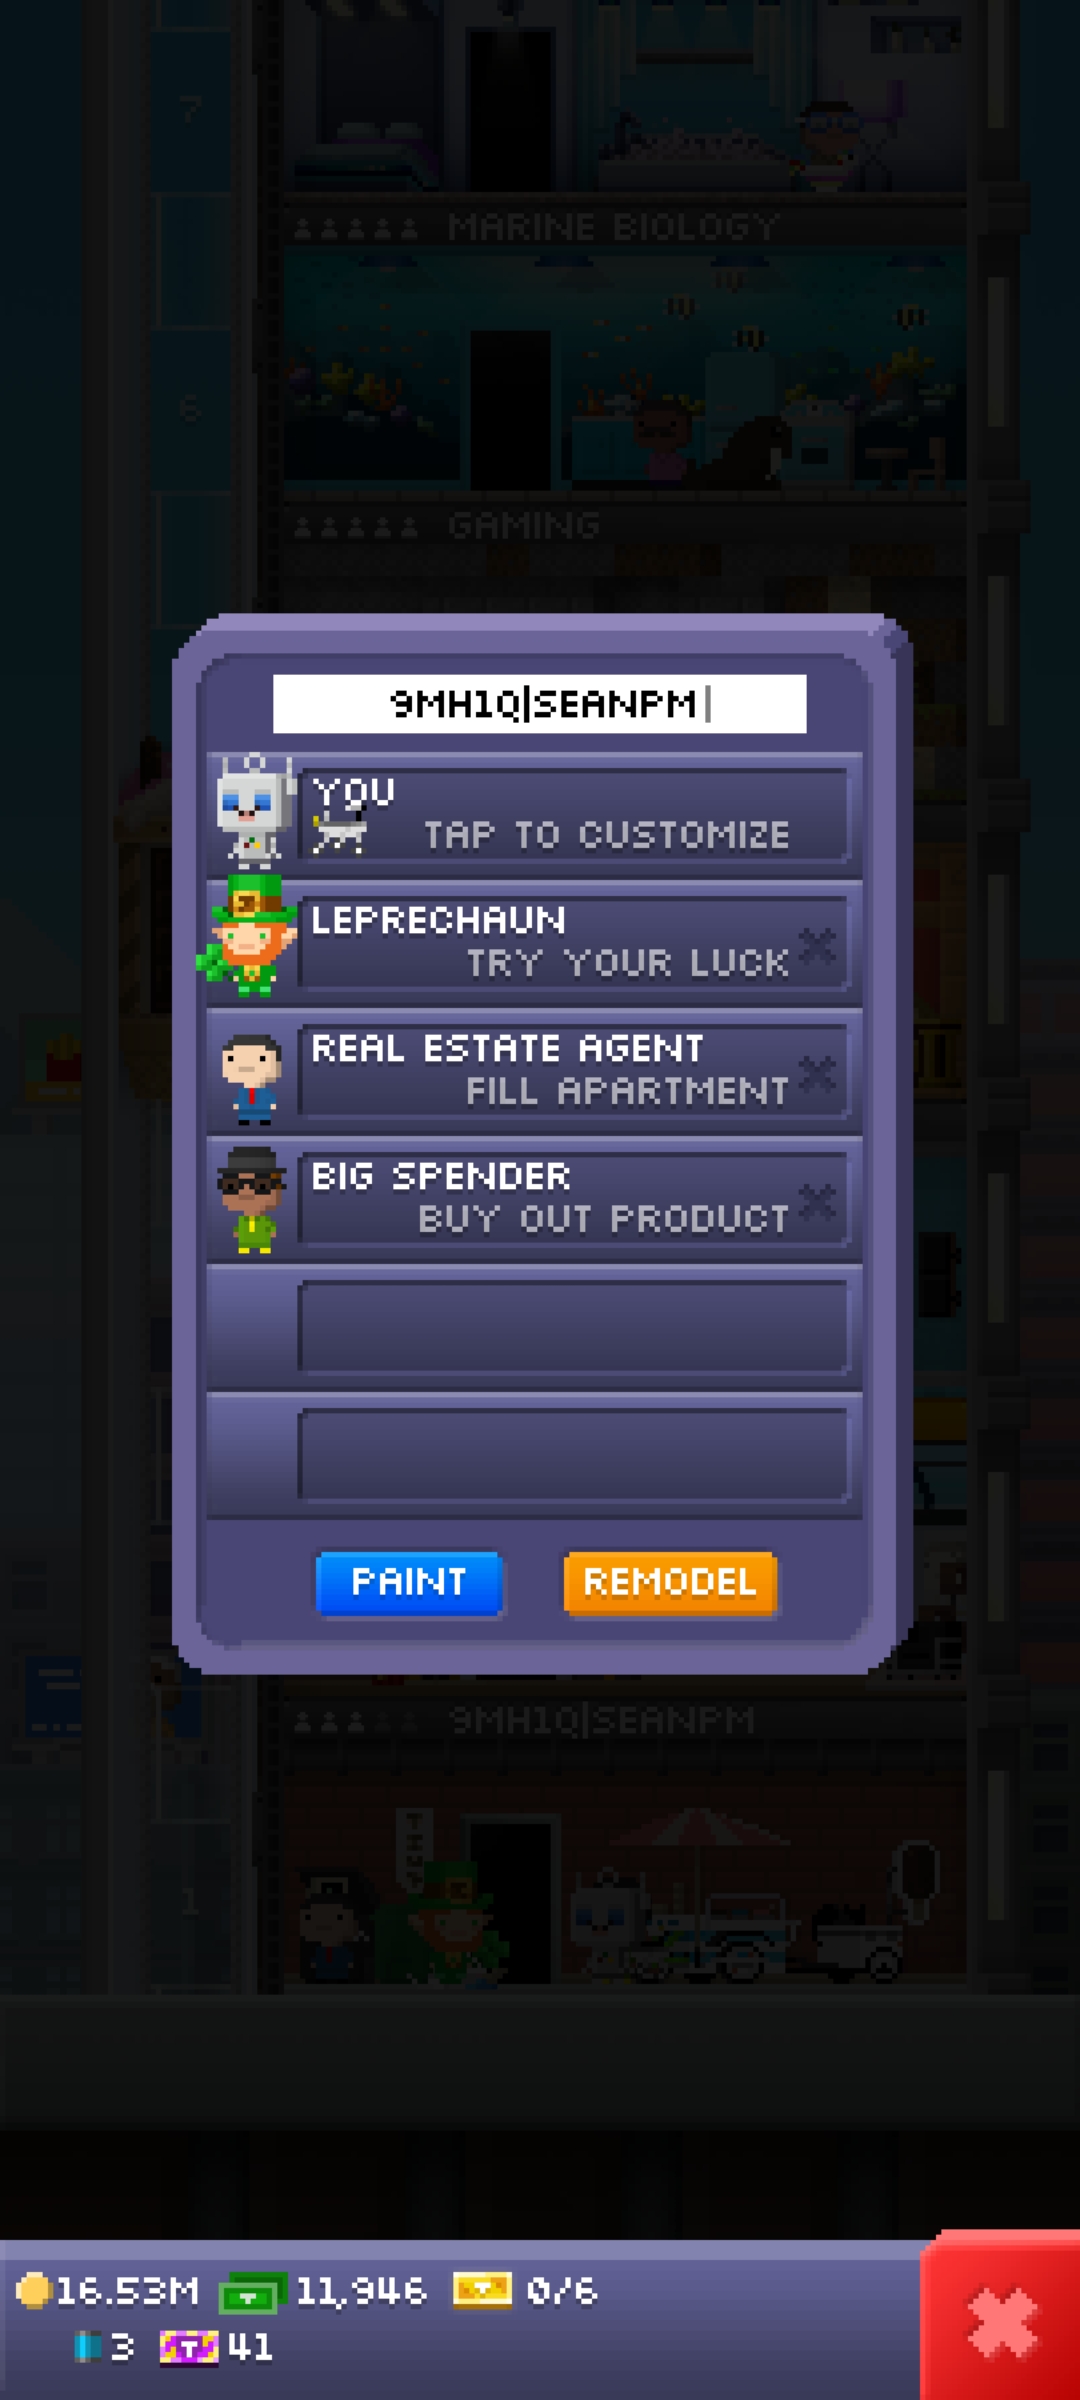 7
MARINE BIOLOGY
6
GAMING
9MH1Q|SEANPM
YOU
TAP TO CUSTOMIZE
LEPRECHAUN
TRY YOUR LUCK
REAL ESTATE AGENT
FILL APARTMENT
BIG SPENDER
BUY OUT PRODUCT
PAINT
REMODEL
9MH1Q|SEANPM
1
16.53M
11,946
0/6
3
41